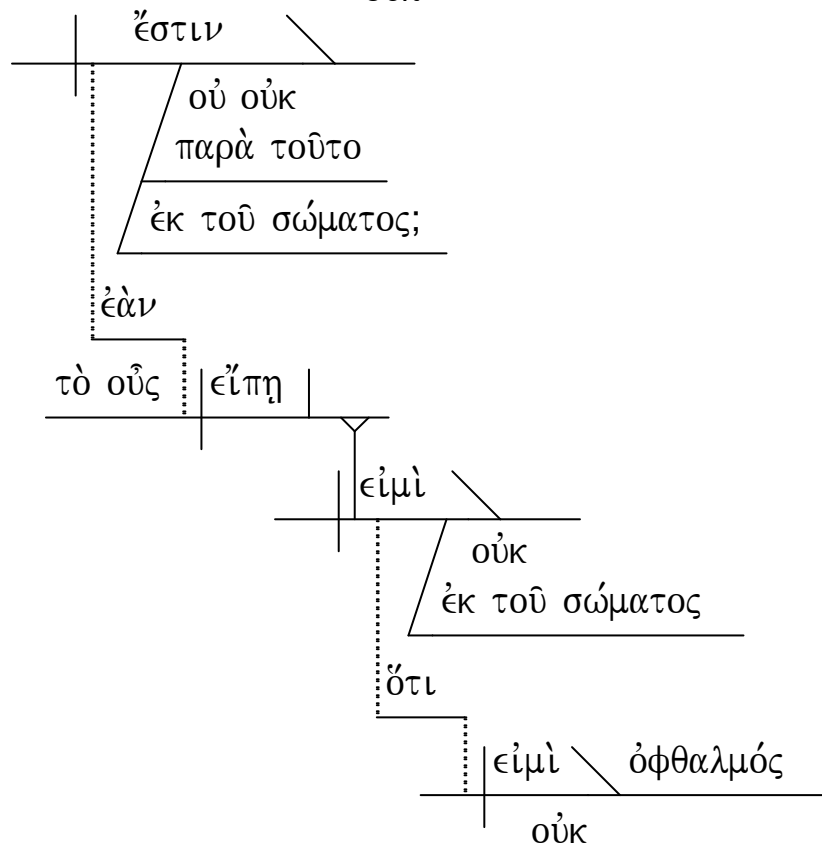 ἔστιν
οὐ οὐκ
παρὰ τοῦτο
ἐκ τοῦ σώματος;
ἐὰν
τὸ οὖς εἴπῃ
εἰμὶ
οὐκ
ἐκ τοῦ σώματος
ὅτι
εἰμὶ ὀφθαλμός
οὐκ